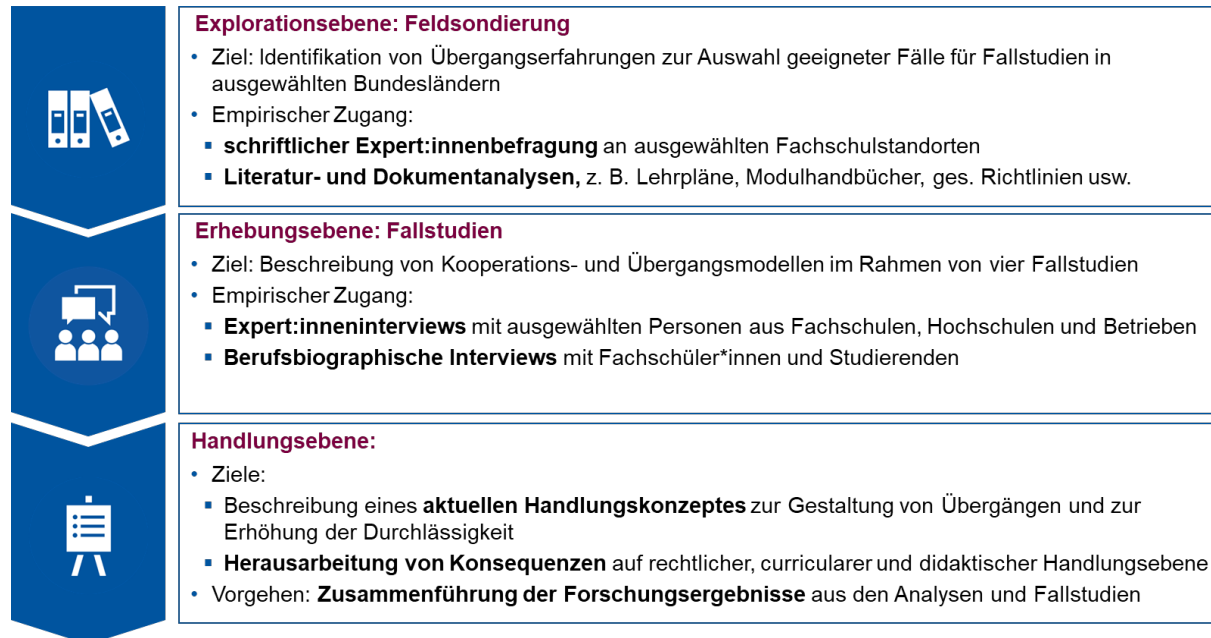 Explorationsebene: Feldsondierung
• Ziel: Identifikation von Übergangserfahrungen zur Auswahl geeigneter Fälle für Fallstudien in
ausgewählten Bundesländern
• Empirischer Zugang:
▪ schriftlicher Expert:innenbefragung an ausgewählten Fachschulstandorten
▪ Literatur- und Dokumentanalysen, z. B. Lehrpläne, Modulhandbücher, ges. Richtlinien usw.
Erhebungsebene: Fallstudien
• Ziel: Beschreibung von Kooperations- und Übergangsmodellen im Rahmen von vier Fallstudien
• Empirischer Zugang:
▪ Expert:inneninterviews mit ausgewählten Personen aus Fachschulen, Hochschulen und Betrieben
▪ Berufsbiographische Interviews mit Fachschüler*innen und Studierenden
Handlungsebene:
• Ziele:
▪ Beschreibung eines aktuellen Handlungskonzeptes zur Gestaltung von Übergängen und zur
Erhöhung der Durchlässigkeit
▪ Herausarbeitung von Konsequenzen auf rechtlicher, curricularer und didaktischer Handlungsebene
• Vorgehen: Zusammenführung der Forschungsergebnisse aus den Analysen und Fallstudien